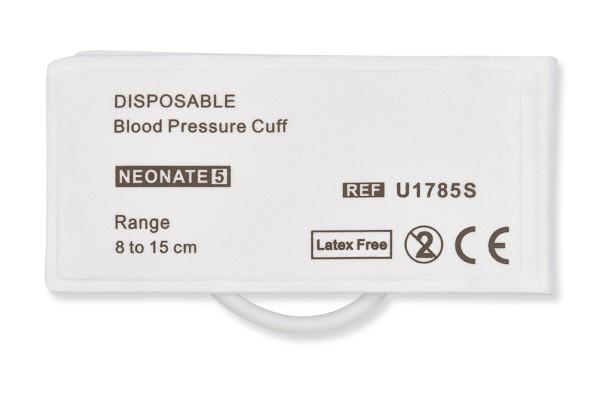 DISPOSABLE
Blood Pressure Cuff
NEONATE 5
REF U1785S
Range
8 to 15 cm
Latex Free
2
CE